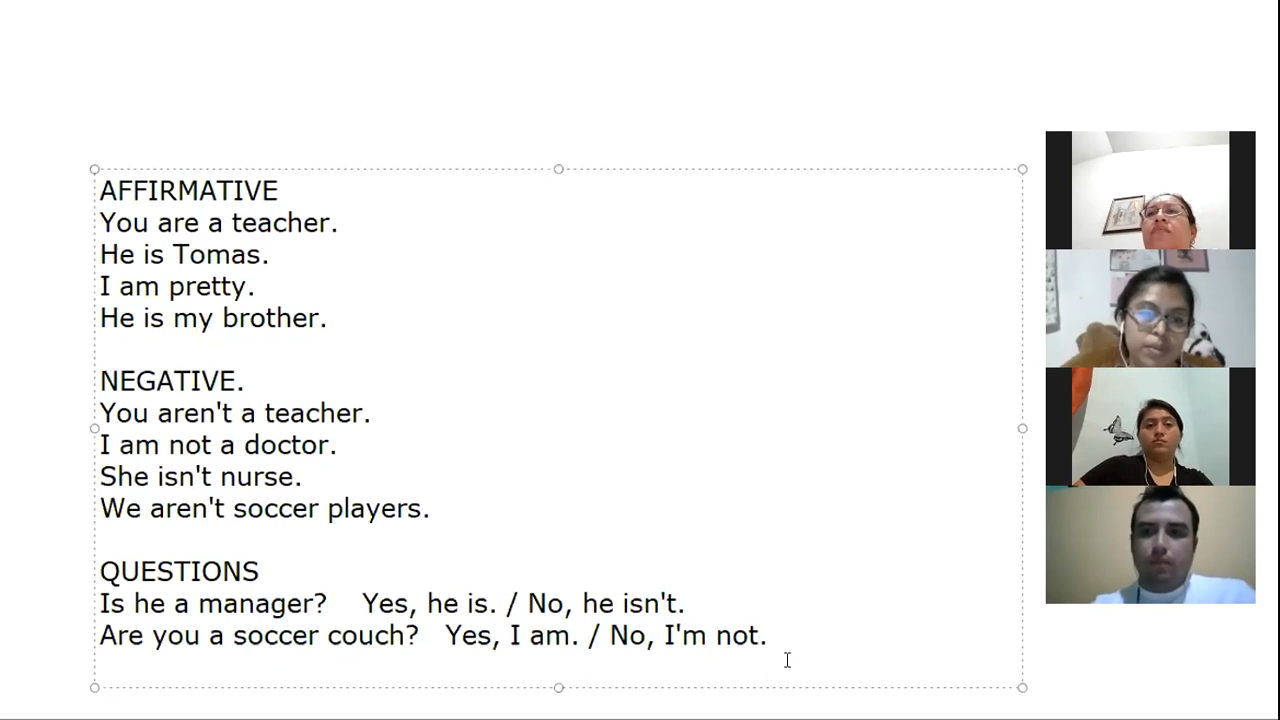 AFFIRMATIVE
You are a teacher.
He is Tomas.
I am pretty.
He is my brother.
NEGATIVE.
You aren't a teacher.
I am not a doctor.
She isn't nurse.
We aren't soccer players.
QUESTIONS
Is he a manager? Yes, he is. / No, he isn't.
Are you a soccer couch? Yes, I am. / No, I'm not.